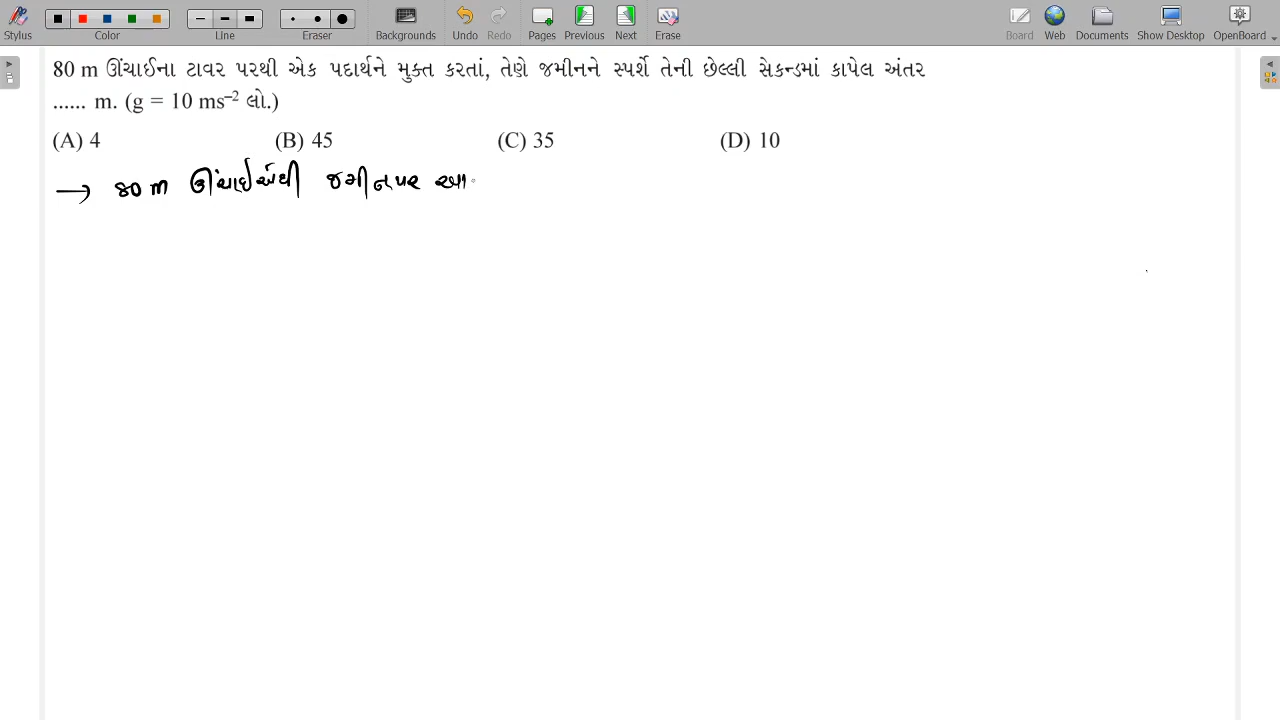 Stylus Color Line Eraser Backgrounds Undo Redo Pages Previous Next Erase Board Web Documents Show Desktop OpenBoard
80 m ઊંચાઈના ટાવર પરથી એક પદાર્થને મુક્ત કરતાં, તેણે જમીનને સ્પર્શે તેની છેલ્લી સેકન્ડમાં કાપેલ અંતર
...... m. (g = 10 ms⁻² લો.)
(A) 4 (B) 45 (C) 35 (D) 10
→ 80 m ઊંચાઈએથી જમીન પર આ